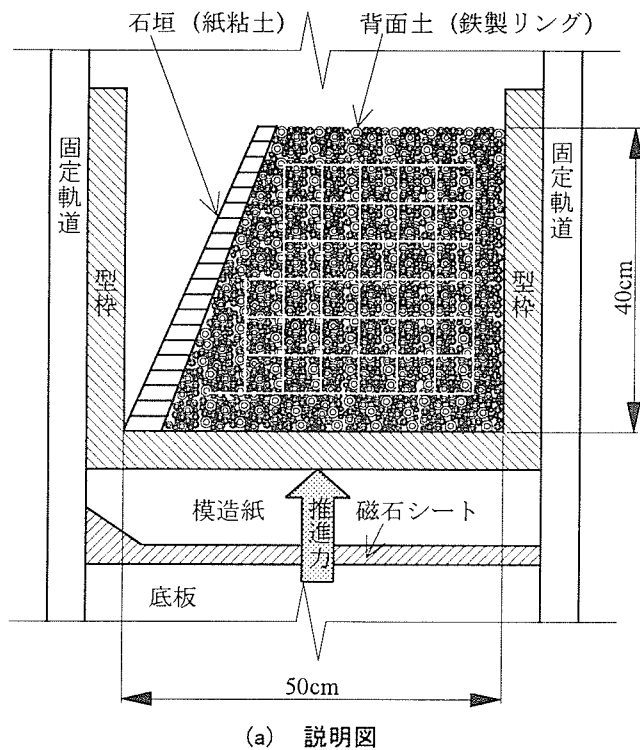 石垣（紙粘土）
背面土（鉄製リング）
固定軌道
型枠
型枠
固定軌道
40cm
模造紙
推進力
磁石シート
底板
50cm
(a) 説明図